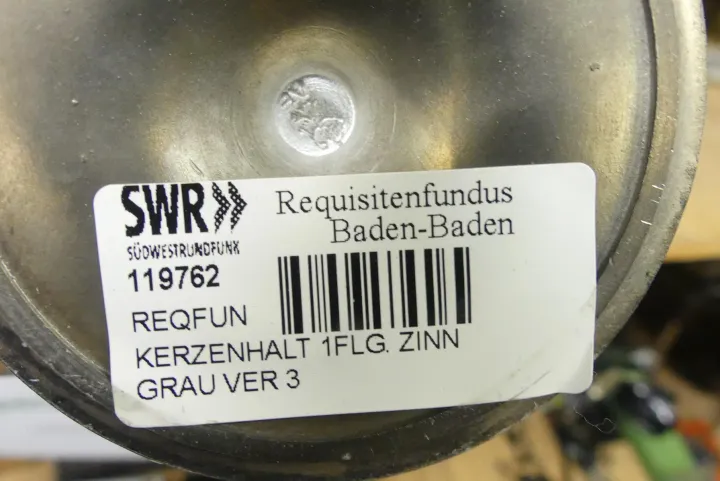 SWR»
SÜDWESTRUNDFUNK
Requisitenfundus
Baden-Baden
119762
REQFUN
KERZENHALT 1FLG. ZINN
GRAU VER 3